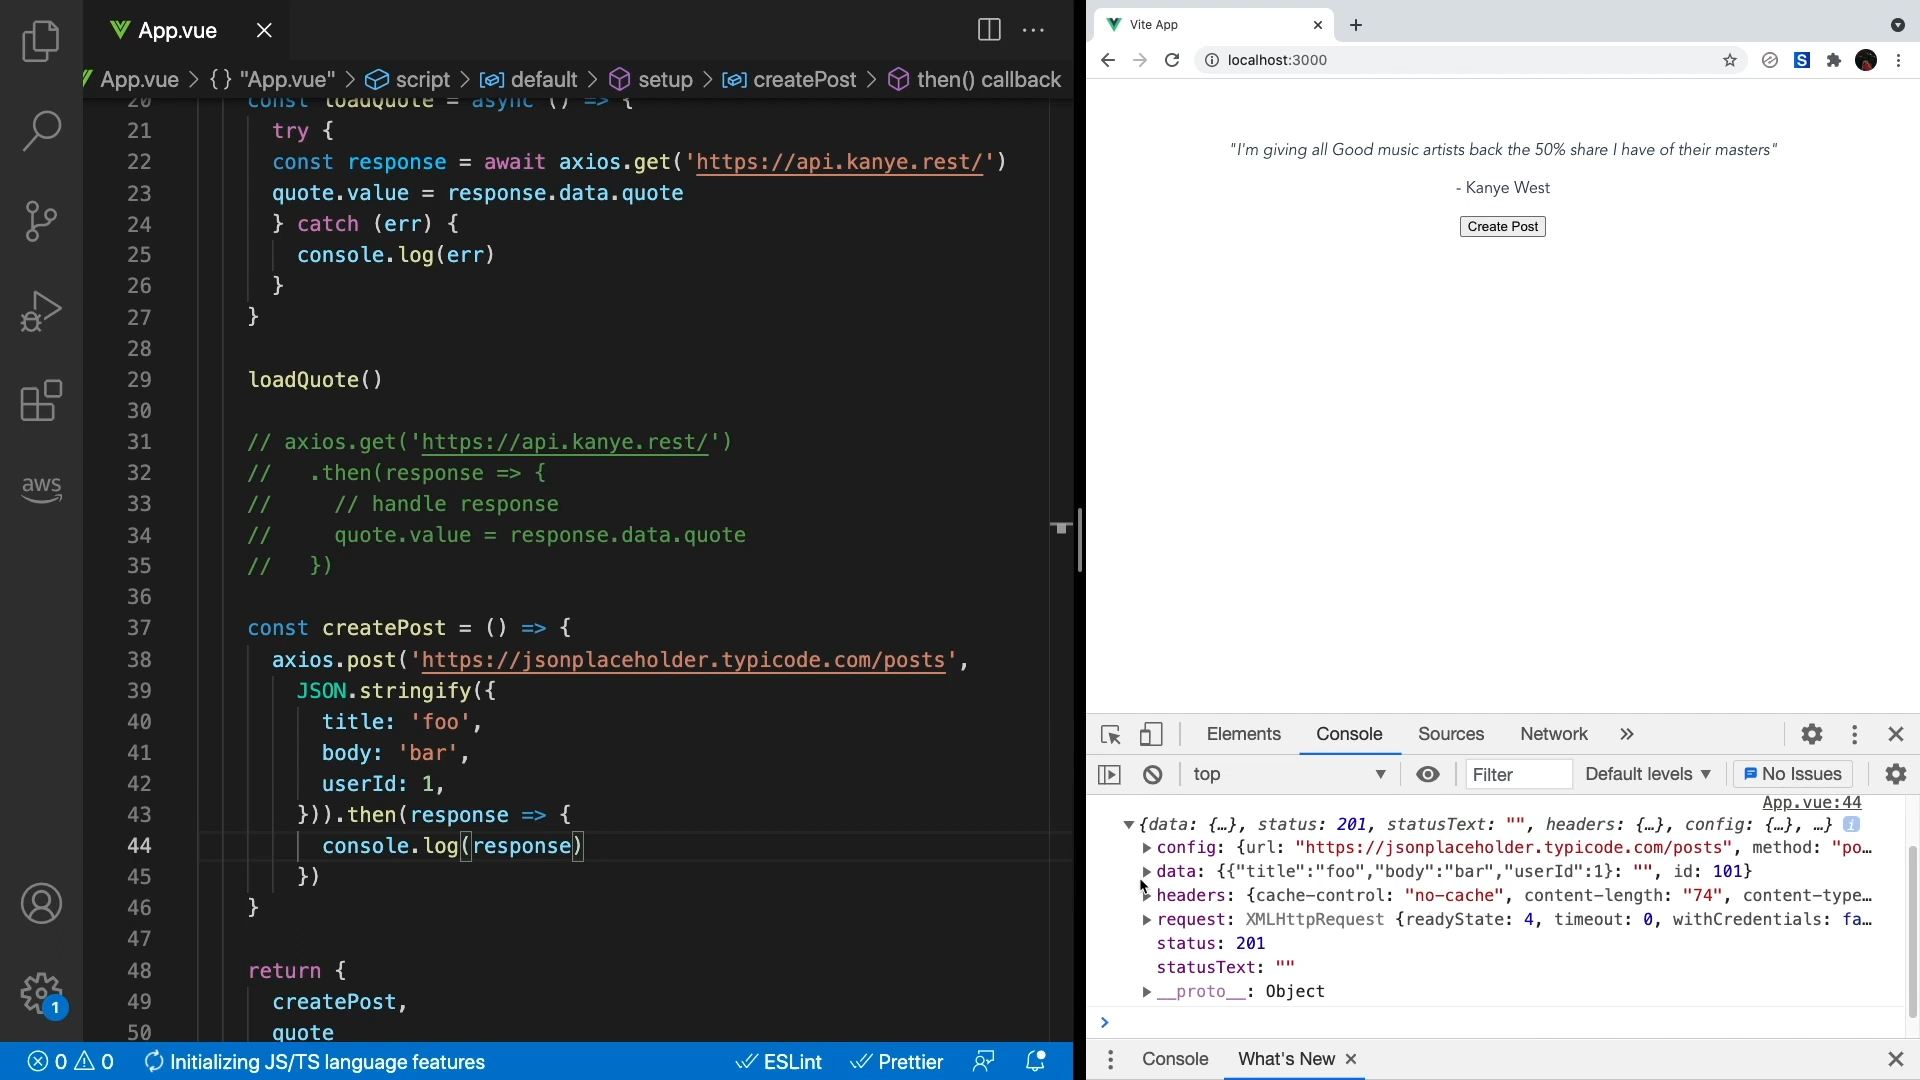 App.vue
App.vue > {} "App.vue" > script > default > setup > createPost > then() callback
20 const loadQuote = async () => {
21 try {
22 const response = await axios.get('https://api.kanye.rest/')
23 quote.value = response.data.quote
24 } catch (err) {
25 console.log(err)
26 }
27 }
28
29 loadQuote()
30
31 // axios.get('https://api.kanye.rest/')
32 // .then(response => {
33 // // handle response
34 // quote.value = response.data.quote
35 // })
36
37 const createPost = () => {
38 axios.post('https://jsonplaceholder.typicode.com/posts',
39 JSON.stringify({
40 title: 'foo',
41 body: 'bar',
42 userId: 1,
43 })).then(response => {
44 console.log(response)
45 })
46 }
47
48 return {
49 createPost,
50 quote
aws
1
0 0 Initializing JS/TS language features ESLint Prettier
Vite App
localhost:3000
S
"I'm giving all Good music artists back the 50% share I have of their masters"
- Kanye West
Create Post
Elements Console Sources Network »
top Filter Default levels No Issues
App.vue:44
{data: {…}, status: 201, statusText: "", headers: {…}, config: {…}, …} i
config: {url: "https://jsonplaceholder.typicode.com/posts", method: "po…
data: {{"title":"foo","body":"bar","userId":1}: "", id: 101}
headers: {cache-control: "no-cache", content-length: "74", content-type…
request: XMLHttpRequest {readyState: 4, timeout: 0, withCredentials: fa…
status: 201
statusText: ""
__proto__: Object
>
Console What's New